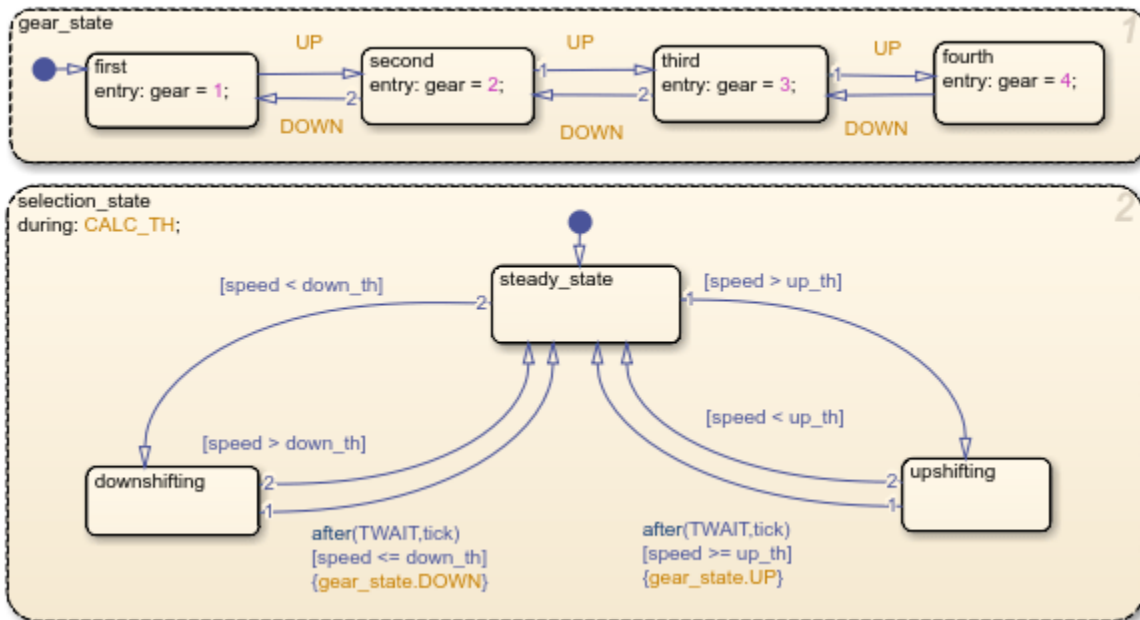 gear_state
1
UP
UP
UP
first
entry: gear = 1;
second
entry: gear = 2;
third
entry: gear = 3;
fourth
entry: gear = 4;
1
2
1
2
DOWN
DOWN
DOWN
selection_state
during: CALC_TH;
2
steady_state
[speed < down_th]
2
1
[speed > up_th]
[speed > down_th]
[speed < up_th]
downshifting
2
1
upshifting
2
1
after(TWAIT,tick)
[speed <= down_th]
{gear_state.DOWN}
after(TWAIT,tick)
[speed >= up_th]
{gear_state.UP}